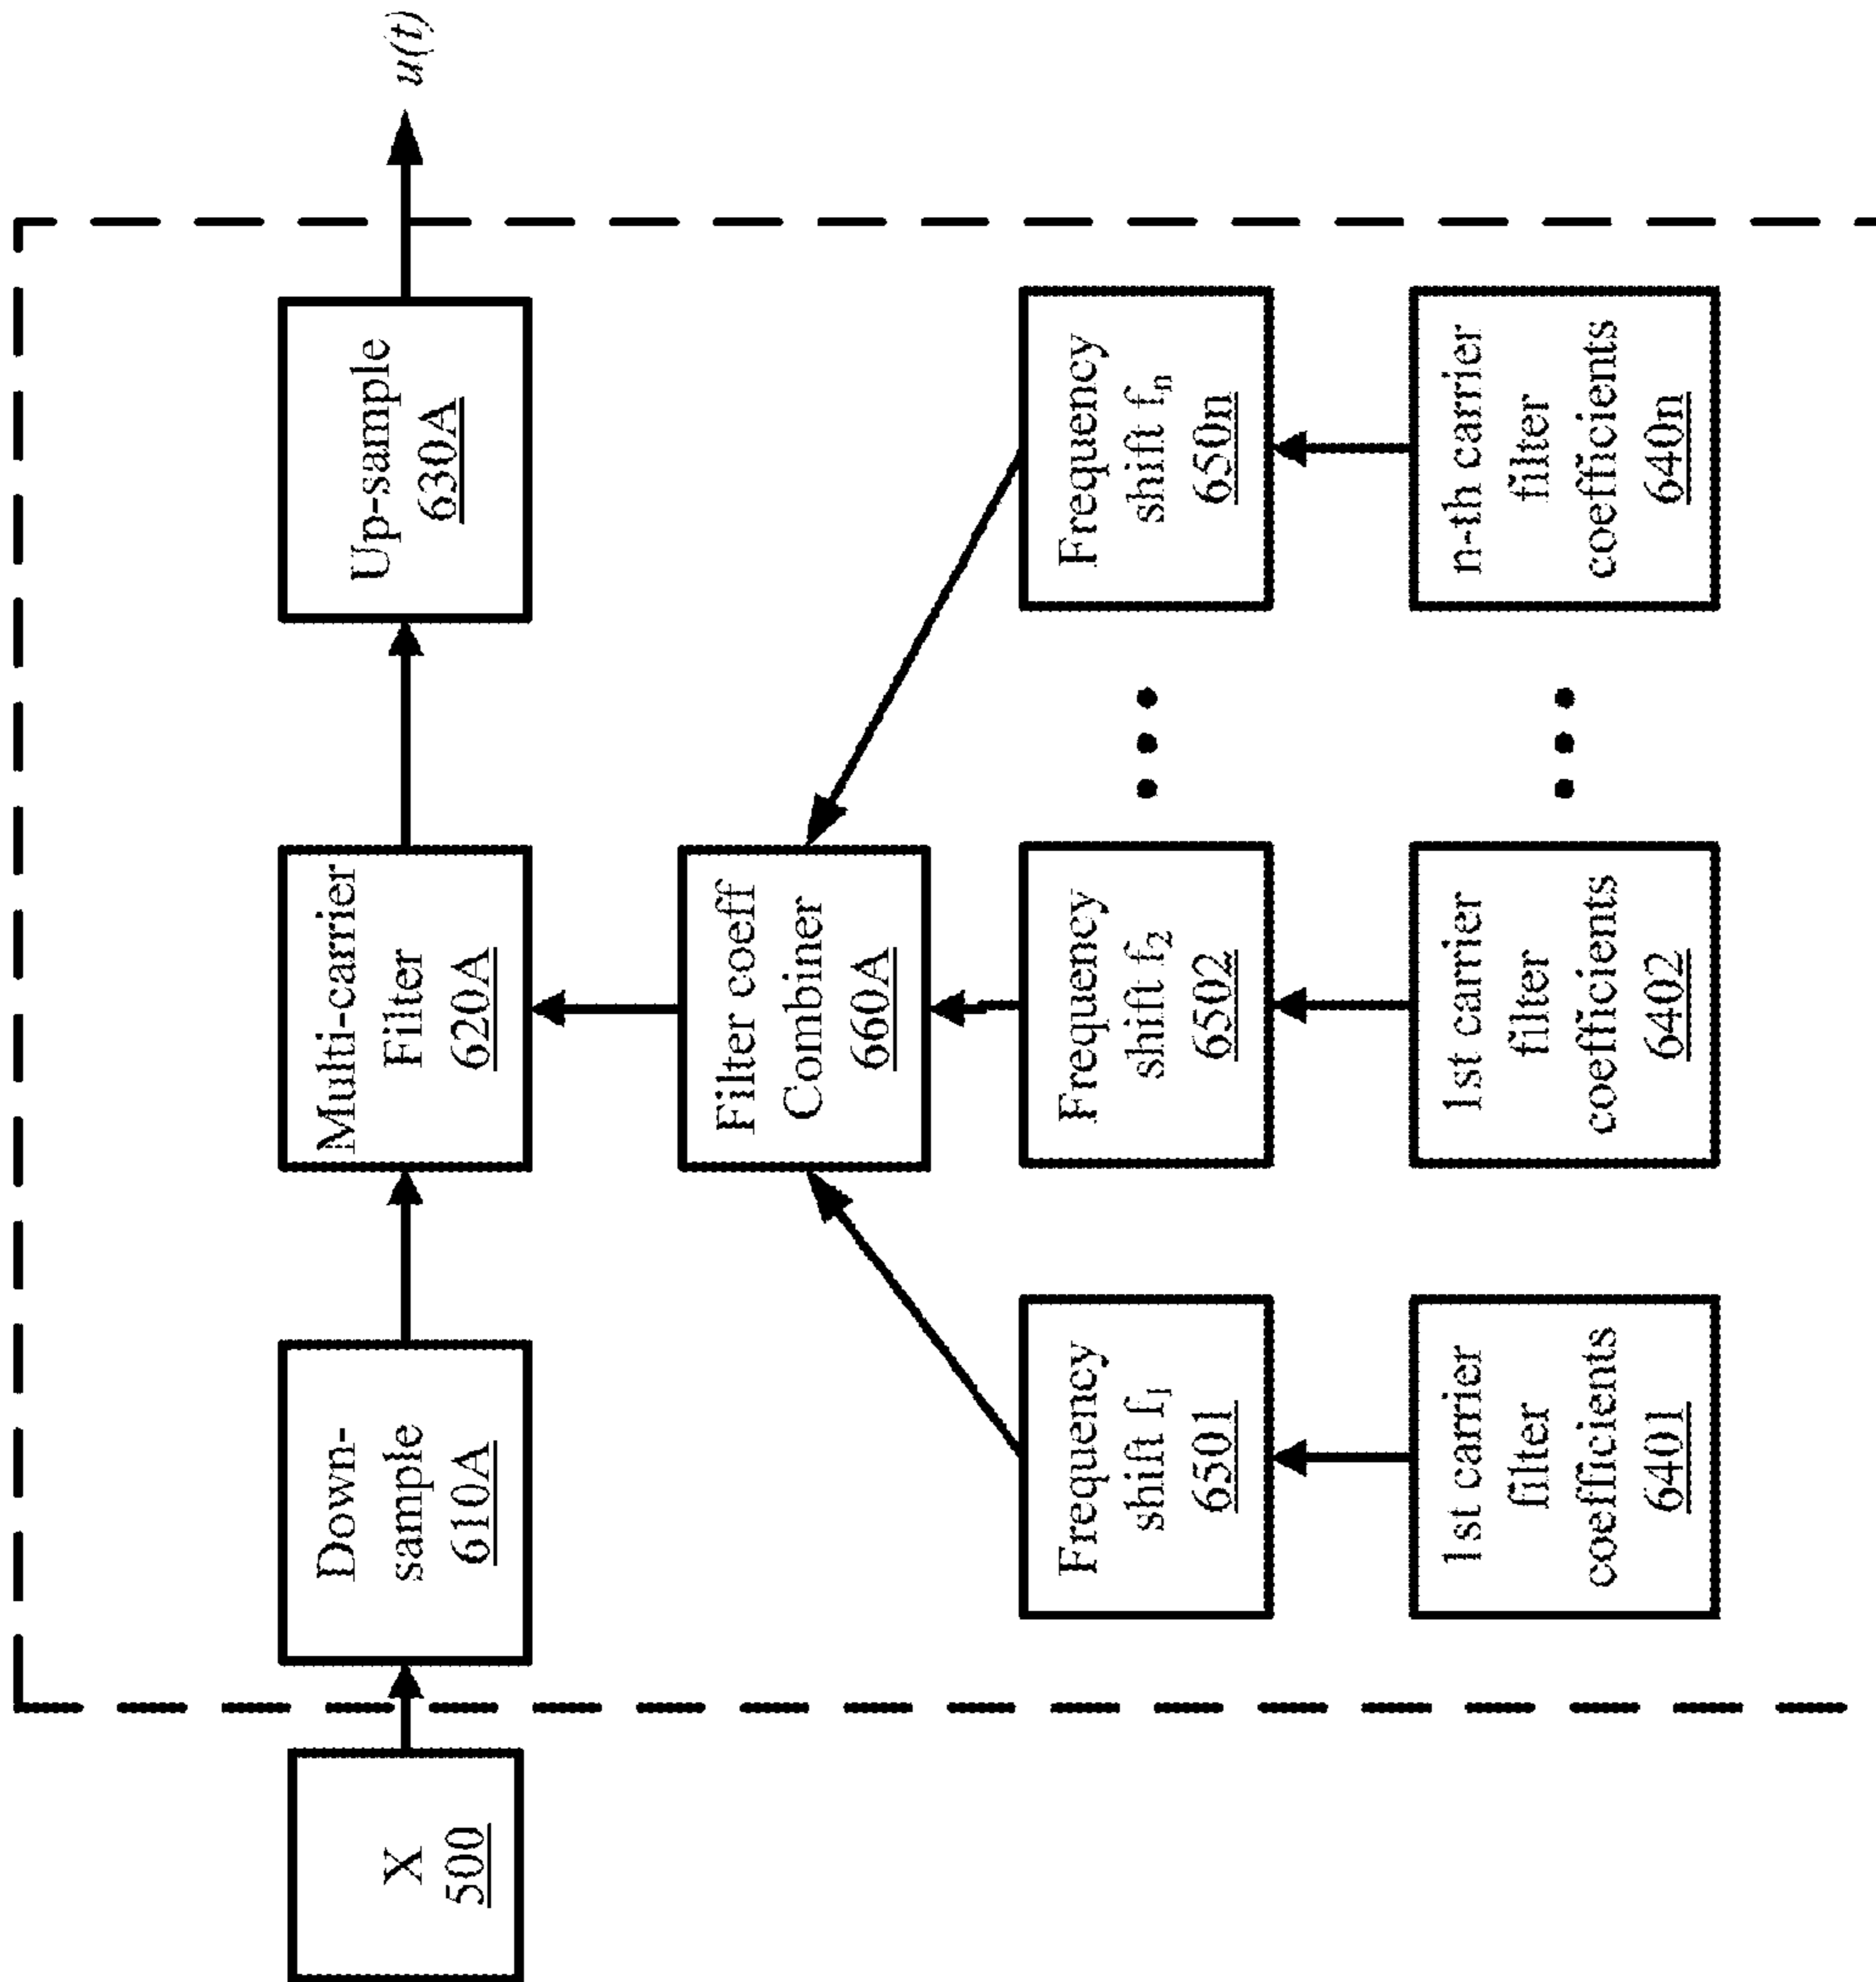 X
500
Down-
sample
610A
Multi-carrier
Filter
620A
Up-sample
630A
u(t)
Filter coeff
Combiner
660A
Frequency
shift f₁
6501
Frequency
shift f₂
6502
Frequency
shift fₙ
650n
1st carrier
filter
coefficients
6401
1st carrier
filter
coefficients
6402
n-th carrier
filter
coefficients
640n